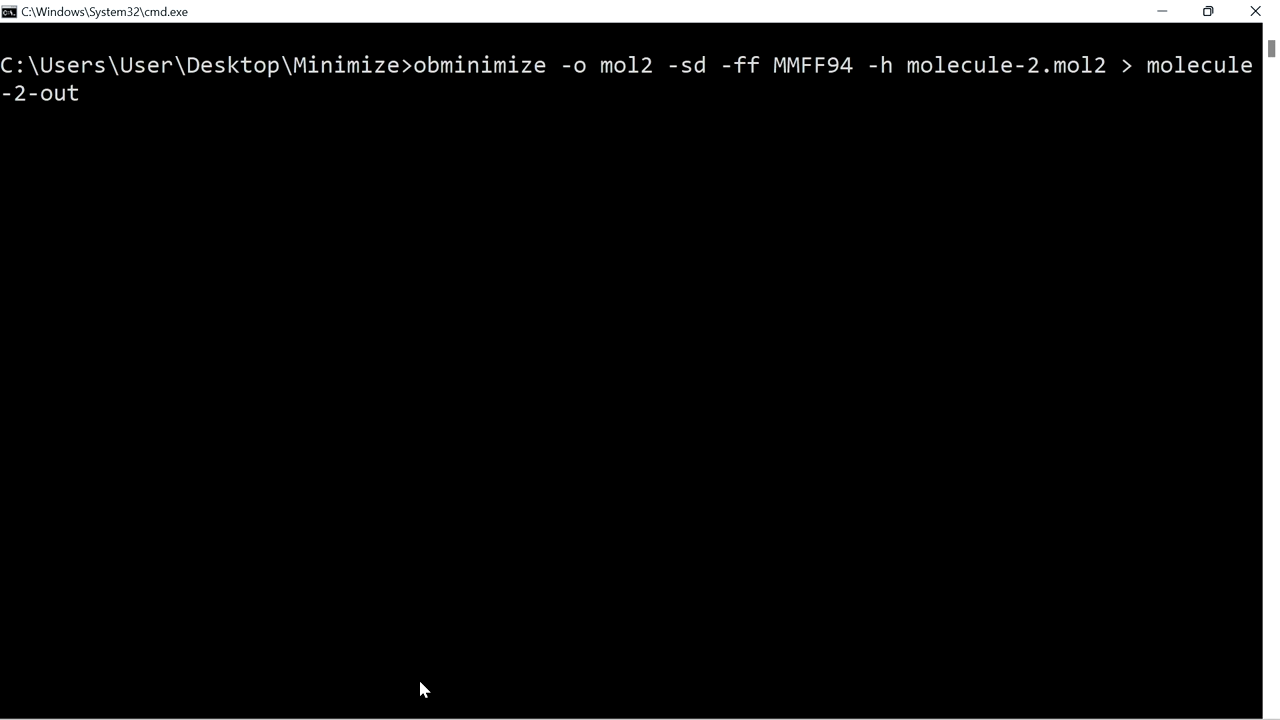 C:\Windows\System32\cmd.exe
C:\Users\User\Desktop\Minimize>obminimize -o mol2 -sd -ff MMFF94 -h molecule-2.mol2 > molecule
-2-out